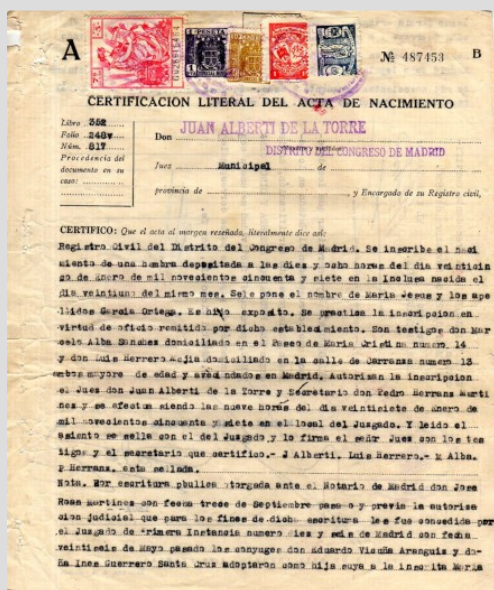 A
Nº 487453 B
CERTIFICACION LITERAL DEL ACTA DE NACIMIENTO
Libro 352
Folio 248v
Núm. 817
Procedencia del
documento en su
caso:
Don JUAN ALBERTI DE LA TORRE
DISTRITO DEL CONGRESO DE MADRID
Juez Municipal de
provincia de , y Encargado de su Registro civil,
CERTIFICO: Que el acta al margen reseñada, literalmente dice así:
Registro Civil del Distrito del Congreso de Madrid. Se inscribe el naci
miento de una hembra depositada a las diez y ocho horas del dia veinticin
co de Enero de mil novecientos cincuenta y siete en la Inclusa nacida el
dia veintiuno del mismo mes. Sele pone el nombre de Maria Jesus y los ape
llidos Garcia Ortega. Es hijo exposito. Se practica la inscripcion en
virtud de oficio remitido por dicho establecimiento. Son testigos don Mar
celo Alba Sanchez domiciliado en el Paseo de Maria Cristina numero 14
y don Luis Herrero Mejia domiciliado en la calle de Carranza numero 13
ambos mayores de edad y avecindados en Madrid. Autorizan la inscripcion
el Juez don Juan Alberti de la Torre y Secretario don Pedro Herranz Marti
nez y se efectua siendo las nueve horas del dia veintisiete de Enero de
mil novecientos cincuenta y siete en el local del Juzgado. Y leido el
asiento se sella con el del Juzgado y lo firma el señor Juez con los tes
tigos y el secretario que certifico.- J Alberti. Luis Herrero.- M Alba.
P Herranz. esta sellada.
Nota. Por escritura pbulica otorgada ante el Notario de Madrid don Jose
Roan Martinez con fecha trece de Septiembre pasado y previa la autoriza
cion judicial que para los fines de dicha escritura les fue concedida por
el Juzgado de Primera Instancia numero diez y seis de Madrid con fecha
veintiseis de Mayo pasado los conyuges don Eduardo Vicuña Aranguiz y do-
ña Ines Guerrero Santa Cruz adoptaron como hija suya a la inscrita Maria